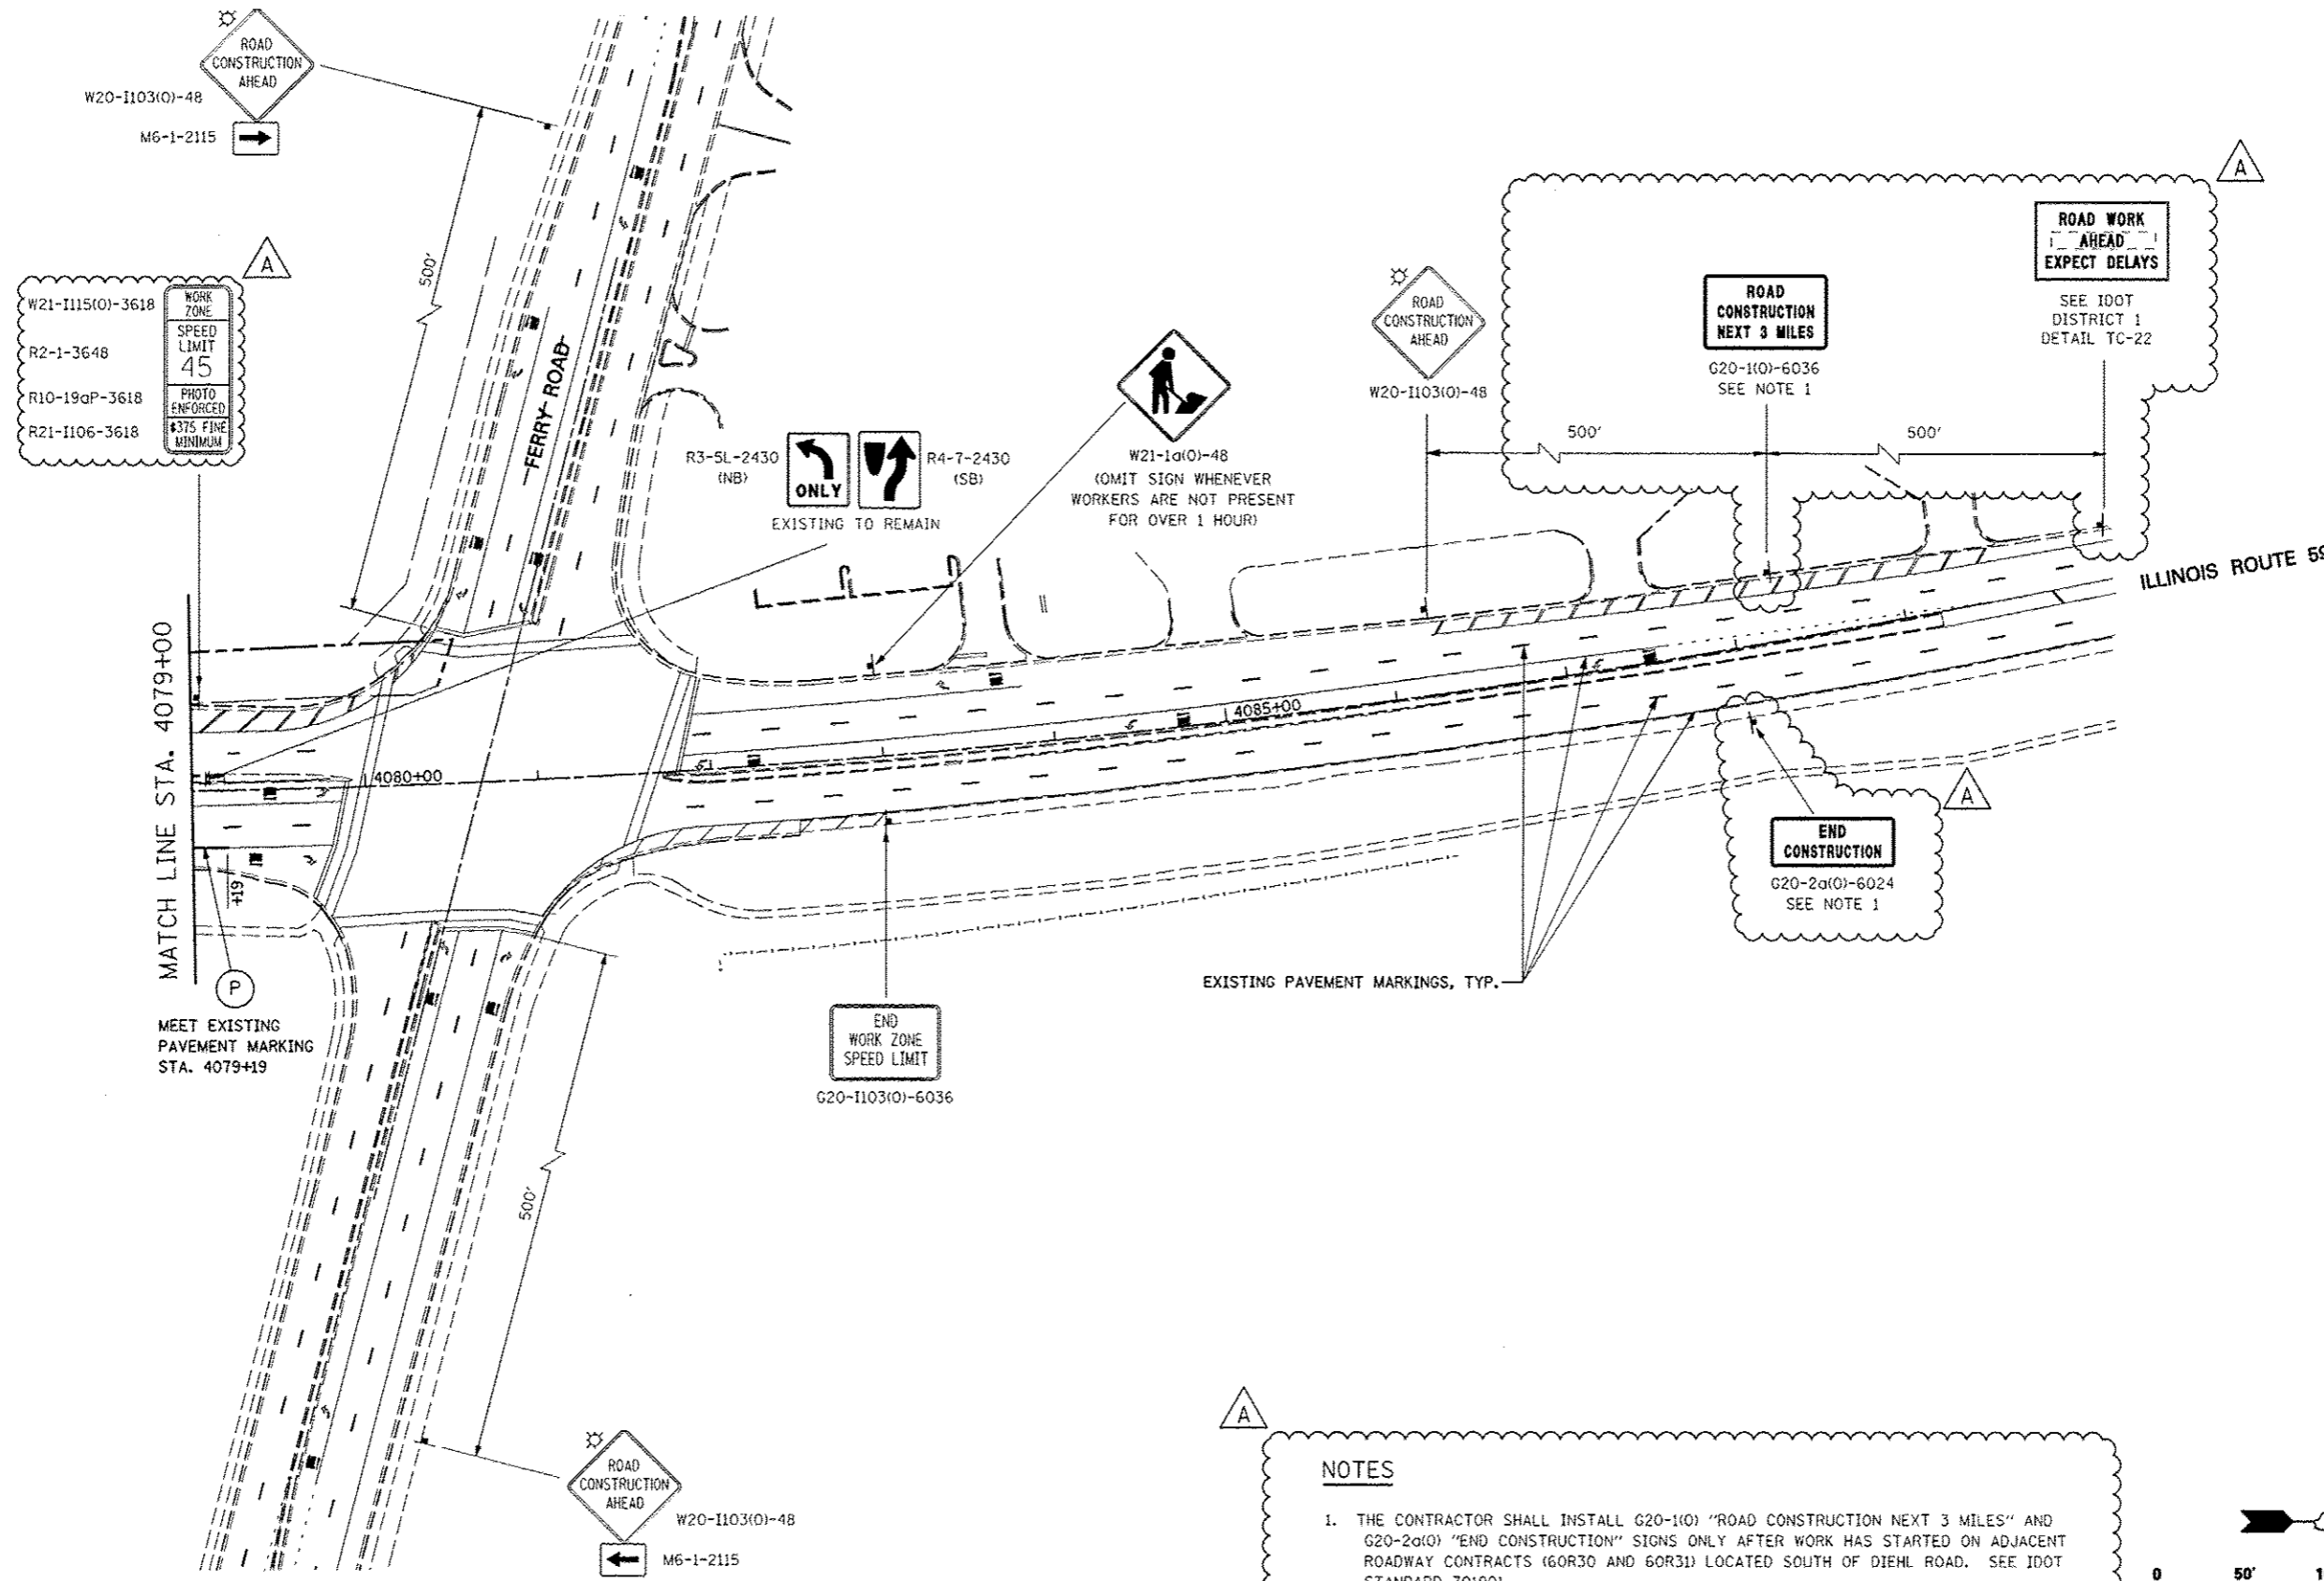 ROAD
CONSTRUCTION
AHEAD
W20-I103(O)-48
M6-1-2115
500'
A
W21-I115(O)-3618
WORK
ZONE
R2-1-3648
SPEED
LIMIT
45
R10-19aP-3618
PHOTO
ENFORCED
R21-I106-3618
$375 FINE
MINIMUM
FERRY ROAD
R3-5L-2430
(NB)
ONLY
R4-7-2430
(SB)
EXISTING TO REMAIN
W21-1a(O)-48
(OMIT SIGN WHENEVER
WORKERS ARE NOT PRESENT
FOR OVER 1 HOUR)
ROAD
CONSTRUCTION
AHEAD
W20-I103(O)-48
A
ROAD
CONSTRUCTION
NEXT 3 MILES
G20-1(O)-6036
SEE NOTE 1
ROAD WORK
AHEAD
EXPECT DELAYS
SEE IDOT
DISTRICT 1
DETAIL TC-22
500'
500'
ILLINOIS ROUTE 59
MATCH LINE STA. 4079+00
4080+00
4085+00
+19
P
MEET EXISTING
PAVEMENT MARKING
STA. 4079+19
END
WORK ZONE
SPEED LIMIT
G20-I103(O)-6036
EXISTING PAVEMENT MARKINGS, TYP.
A
END
CONSTRUCTION
G20-2a(O)-6024
SEE NOTE 1
500'
ROAD
CONSTRUCTION
AHEAD
W20-I103(O)-48
M6-1-2115
A
NOTES
1. THE CONTRACTOR SHALL INSTALL G20-1(O) "ROAD CONSTRUCTION NEXT 3 MILES" AND
G20-2a(O) "END CONSTRUCTION" SIGNS ONLY AFTER WORK HAS STARTED ON ADJACENT
ROADWAY CONTRACTS (60R30 AND 60R31) LOCATED SOUTH OF DIEHL ROAD. SEE IDOT
STANDARD 701901
0 50'